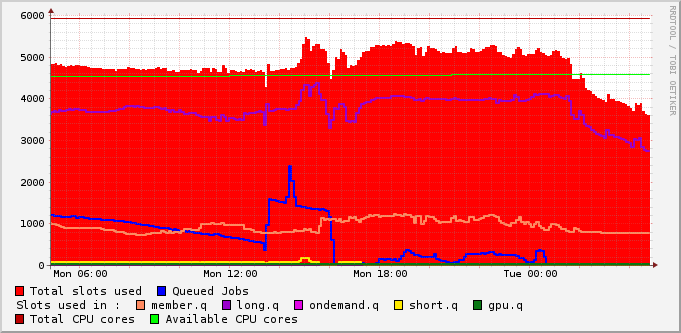 6000
5000
4000
3000
2000
1000
0
Mon 06:00 Mon 12:00 Mon 18:00 Tue 00:00
RRDTOOL / TOBI OETIKER
Total slots used Queued Jobs
Slots used in : member.q long.q ondemand.q short.q gpu.q
Total CPU cores Available CPU cores